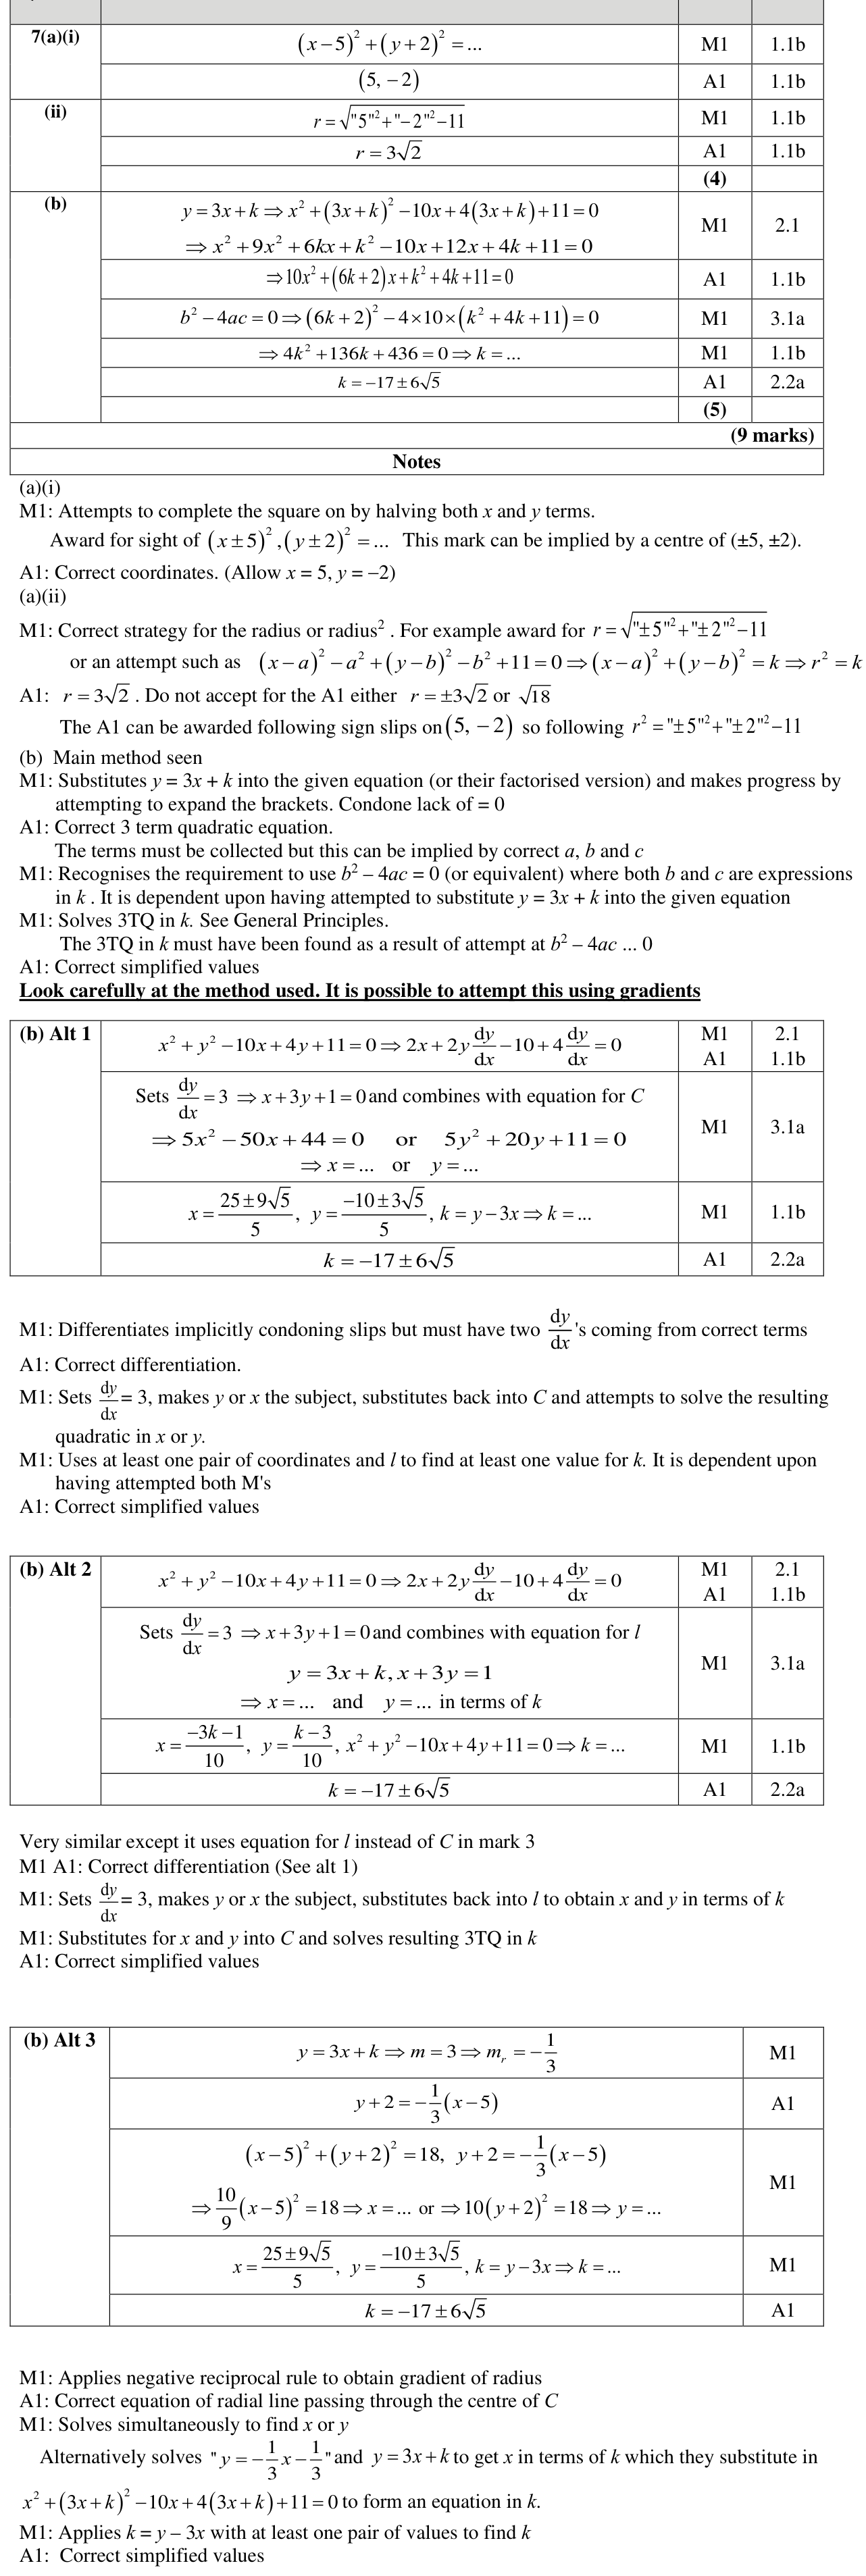 7(a)(i) (x−5)² + (y+2)² = ... M1 1.1b
(5, −2) A1 1.1b
(ii) r = √("5"² + "−2"² − 11) M1 1.1b
r = 3√2 A1 1.1b
(4)
(b) y = 3x + k ⇒ x² + (3x + k)² − 10x + 4(3x + k) + 11 = 0
⇒ x² + 9x² + 6kx + k² − 10x + 12x + 4k + 11 = 0 M1 2.1
⇒ 10x² + (6k + 2)x + k² + 4k + 11 = 0 A1 1.1b
b² − 4ac = 0 ⇒ (6k + 2)² − 4×10×(k² + 4k + 11) = 0 M1 3.1a
⇒ 4k² + 136k + 436 = 0 ⇒ k = ... M1 1.1b
k = −17 ± 6√5 A1 2.2a
(5)
(9 marks)
Notes
(a)(i)
M1: Attempts to complete the square on by halving both x and y terms.
Award for sight of (x ± 5)², (y ± 2)² = ... This mark can be implied by a centre of (±5, ±2).
A1: Correct coordinates. (Allow x = 5, y = −2)
(a)(ii)
M1: Correct strategy for the radius or radius². For example award for r = √("±5"² + "±2"² − 11)
or an attempt such as (x − a)² − a² + (y − b)² − b² + 11 = 0 ⇒ (x − a)² + (y − b)² = k ⇒ r² = k
A1: r = 3√2 . Do not accept for the A1 either r = ±3√2 or √18
The A1 can be awarded following sign slips on (5, −2) so following r² = "±5"² + "±2"² − 11
(b) Main method seen
M1: Substitutes y = 3x + k into the given equation (or their factorised version) and makes progress by
attempting to expand the brackets. Condone lack of = 0
A1: Correct 3 term quadratic equation.
The terms must be collected but this can be implied by correct a, b and c
M1: Recognises the requirement to use b² – 4ac = 0 (or equivalent) where both b and c are expressions
in k . It is dependent upon having attempted to substitute y = 3x + k into the given equation
M1: Solves 3TQ in k. See General Principles.
The 3TQ in k must have been found as a result of attempt at b² – 4ac ... 0
A1: Correct simplified values
Look carefully at the method used. It is possible to attempt this using gradients
(b) Alt 1 x² + y² − 10x + 4y + 11 = 0 ⇒ 2x + 2y dy/dx − 10 + 4 dy/dx = 0 M1 2.1
A1 1.1b
Sets dy/dx = 3 ⇒ x + 3y + 1 = 0 and combines with equation for C
⇒ 5x² − 50x + 44 = 0 or 5y² + 20y + 11 = 0 M1 3.1a
⇒ x = ... or y = ...
x = (25 ± 9√5)/5, y = (−10 ± 3√5)/5, k = y − 3x ⇒ k = ... M1 1.1b
k = −17 ± 6√5 A1 2.2a
M1: Differentiates implicitly condoning slips but must have two dy/dx 's coming from correct terms
A1: Correct differentiation.
M1: Sets dy/dx = 3, makes y or x the subject, substitutes back into C and attempts to solve the resulting
quadratic in x or y.
M1: Uses at least one pair of coordinates and l to find at least one value for k. It is dependent upon
having attempted both M's
A1: Correct simplified values
(b) Alt 2 x² + y² − 10x + 4y + 11 = 0 ⇒ 2x + 2y dy/dx − 10 + 4 dy/dx = 0 M1 2.1
A1 1.1b
Sets dy/dx = 3 ⇒ x + 3y + 1 = 0 and combines with equation for l
y = 3x + k, x + 3y = 1 M1 3.1a
⇒ x = ... and y = ... in terms of k
x = (−3k − 1)/10, y = (k − 3)/10, x² + y² − 10x + 4y + 11 = 0 ⇒ k = ... M1 1.1b
k = −17 ± 6√5 A1 2.2a
Very similar except it uses equation for l instead of C in mark 3
M1 A1: Correct differentiation (See alt 1)
M1: Sets dy/dx = 3, makes y or x the subject, substitutes back into l to obtain x and y in terms of k
M1: Substitutes for x and y into C and solves resulting 3TQ in k
A1: Correct simplified values
(b) Alt 3 y = 3x + k ⇒ m = 3 ⇒ mᵣ = −1/3 M1
y + 2 = −1/3 (x − 5) A1
(x − 5)² + (y + 2)² = 18, y + 2 = −1/3 (x − 5)
⇒ 10/9 (x − 5)² = 18 ⇒ x = ... or ⇒ 10(y + 2)² = 18 ⇒ y = ... M1
x = (25 ± 9√5)/5, y = (−10 ± 3√5)/5, k = y − 3x ⇒ k = ... M1
k = −17 ± 6√5 A1
M1: Applies negative reciprocal rule to obtain gradient of radius
A1: Correct equation of radial line passing through the centre of C
M1: Solves simultaneously to find x or y
Alternatively solves " y = −1/3 x − 1/3 " and y = 3x + k to get x in terms of k which they substitute in
x² + (3x + k)² − 10x + 4(3x + k) + 11 = 0 to form an equation in k.
M1: Applies k = y – 3x with at least one pair of values to find k
A1: Correct simplified values